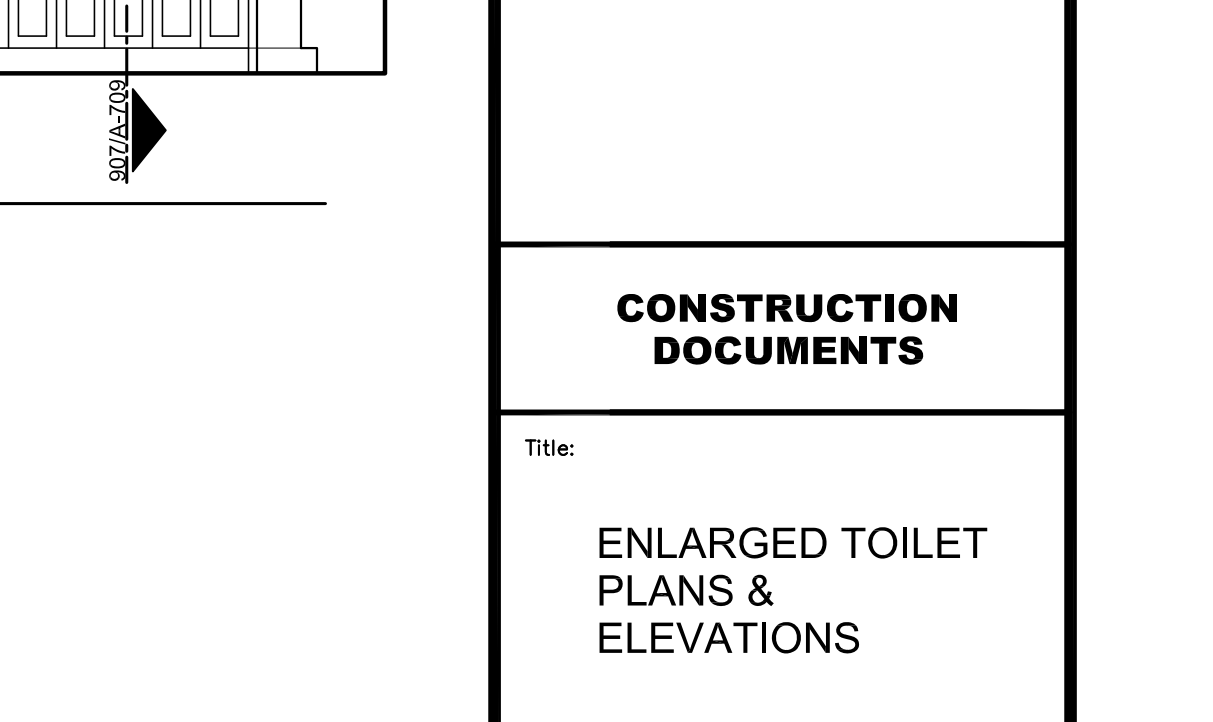 907/A-709
CONSTRUCTION
DOCUMENTS
Title:
ENLARGED TOILET
PLANS &
ELEVATIONS